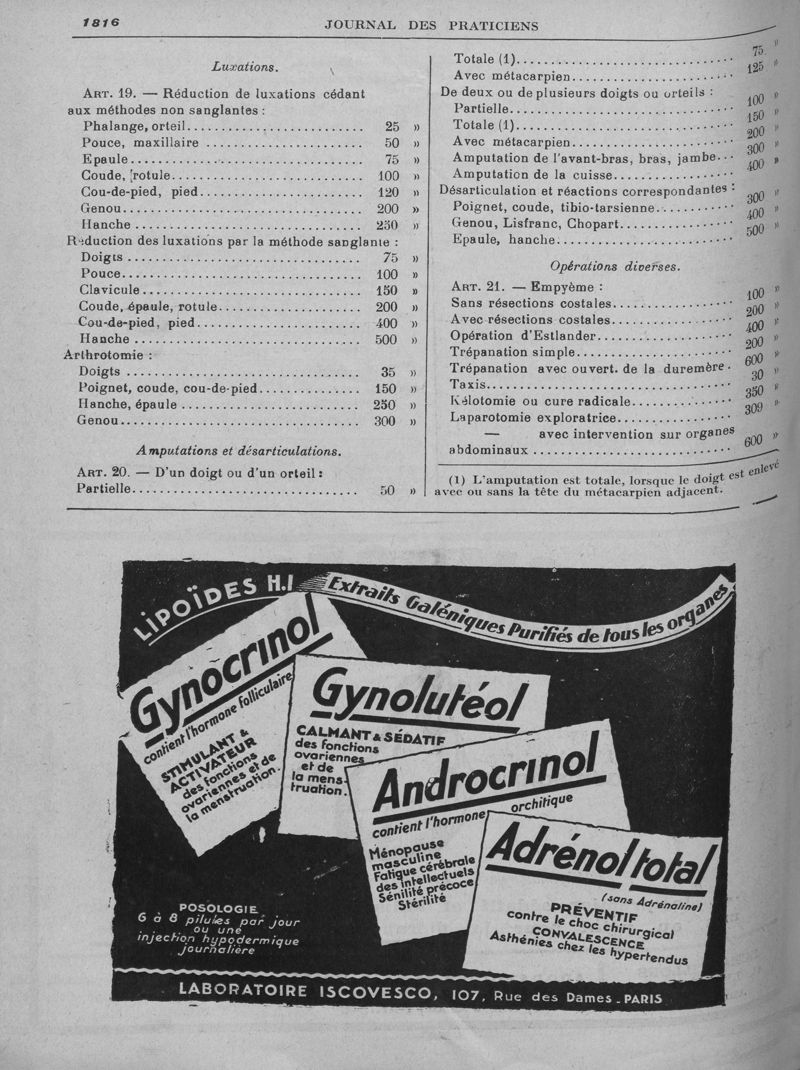 1816
JOURNAL DES PRATICIENS
Luxations.
ART. 19. — Réduction de luxations cédant
aux méthodes non sanglantes :
Phalange, orteil........................ 25 »
Pouce, maxillaire ..................... 50 »
Epaule................................ 75 »
Coude, [rotule.......................... 100 »
Cou-de-pied, pied...................... 120 »
Genou................................ 200 »
Hanche ............................... 250 »
Réduction des luxations par la méthode sanglante :
Doigts ............................... 75 »
Pouce................................ 100 »
Clavicule............................. 150 »
Coude, épaule, rotule................... 200 »
Cou-de-pied, pied...................... 400 »
Hanche .............................. 500 »
Arthrotomie :
Doigts ............................... 35 »
Poignet, coude, cou-de-pied.............. 150 »
Hanche, épaule ........................ 250 »
Genou................................ 300 »
Amputations et désarticulations.
ART. 20. — D'un doigt ou d'un orteil :
Partielle............................... 50 »
Totale (1).............................. 75 »
Avec métacarpien...................... 125 »
De deux ou de plusieurs doigts ou orteils :
Partielle............................... 100 »
Totale (1).............................. 150 »
Avec métacarpien...................... 200 »
Amputation de l'avant-bras, bras, jambe... 300 »
Amputation de la cuisse................. 400 »
Désarticulation et réactions correspondantes :
Poignet, coude, tibio-tarsienne........... 300 »
Genou, Lisfranc, Chopart................ 400 »
Epaule, hanche........................ 500 »
Opérations diverses.
ART. 21. — Empyème :
Sans résections costales................. 100 »
Avec résections costales................. 200 »
Opération d'Estlander................... 400 »
Trépanation simple..................... 200 »
Trépanation avec ouvert. de la duremère. 600 »
Taxis................................. 30 »
Kélotomie ou cure radicale.............. 350 »
Laparotomie exploratrice................ 309 »
— avec intervention sur organes
abdominaux ........................... 600 »
(1) L'amputation est totale, lorsque le doigt est enlevé
avec ou sans la tête du métacarpien adjacent.
LIPOÏDES H.I
Extraits Galéniques Purifiés de tous les organes
Gynocrinol
contient l'hormone folliculaire
STIMULANT &
ACTIVATEUR
des fonctions
ovariennes et de
la menstruation.
Gynolutéol
CALMANT & SÉDATIF
des fonctions
ovariennes
et de
la mens-
truation.
Androcrinol
contient l'hormone orchitique
Ménopause
masculine
Fatigue cérébrale
des intellectuels
Sénilité précoce
Stérilité
Adrénol total
(sans Adrénaline)
PRÉVENTIF
contre le choc chirurgical
CONVALESCENCE
Asthénies chez les hypertendus
POSOLOGIE
6 à 8 pilules par jour
ou une
injection hypodermique
journalière
LABORATOIRE ISCOVESCO, 107, Rue des Dames - PARIS